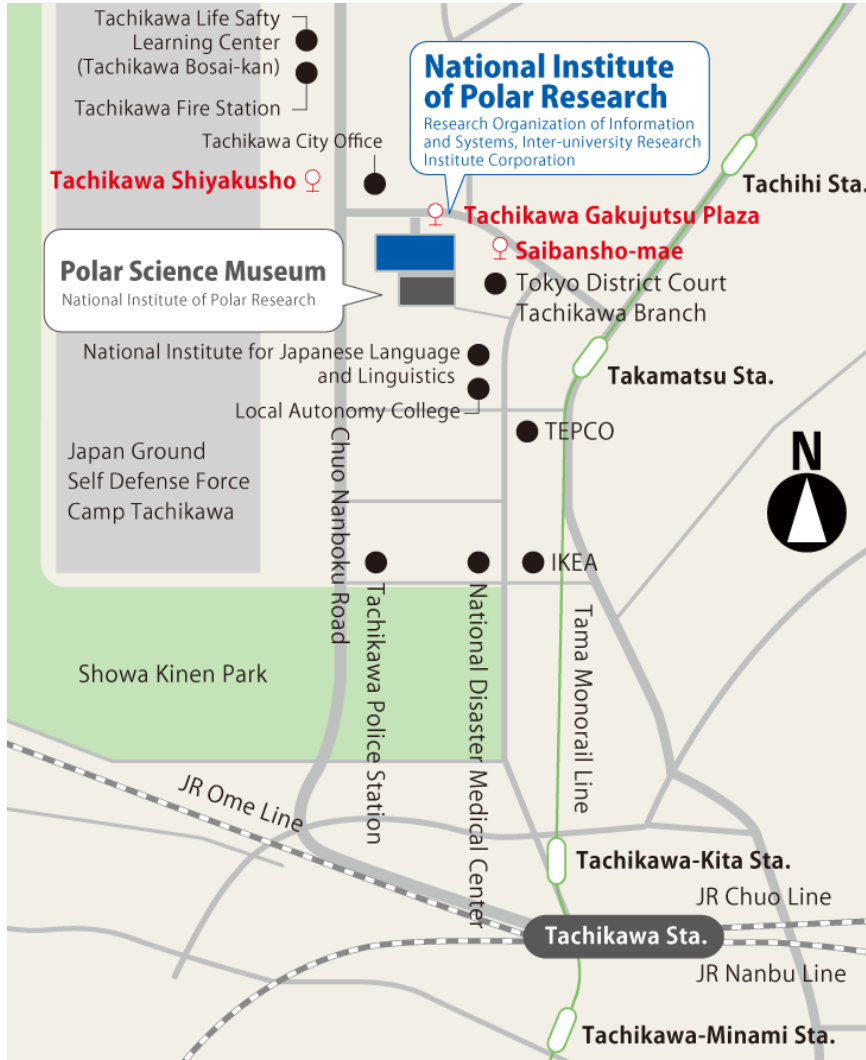 Tachikawa Life Safty
Learning Center
(Tachikawa Bosai-kan)
Tachikawa Fire Station
National Institute
of Polar Research
Research Organization of Information
and Systems, Inter-university Research
Institute Corporation
Tachikawa City Office
Tachikawa Shiyakusho
Tachihi Sta.
Tachikawa Gakujutsu Plaza
Saibansho-mae
Polar Science Museum
National Institute of Polar Research
Tokyo District Court
Tachikawa Branch
National Institute for Japanese Language
and Linguistics
Takamatsu Sta.
Local Autonomy College
TEPCO
Japan Ground
Self Defense Force
Camp Tachikawa
Chuo Nanboku Road
N
IKEA
Tachikawa Police Station
National Disaster Medical Center
Tama Monorail Line
Showa Kinen Park
JR Ome Line
Tachikawa-Kita Sta.
JR Chuo Line
Tachikawa Sta.
JR Nanbu Line
Tachikawa-Minami Sta.